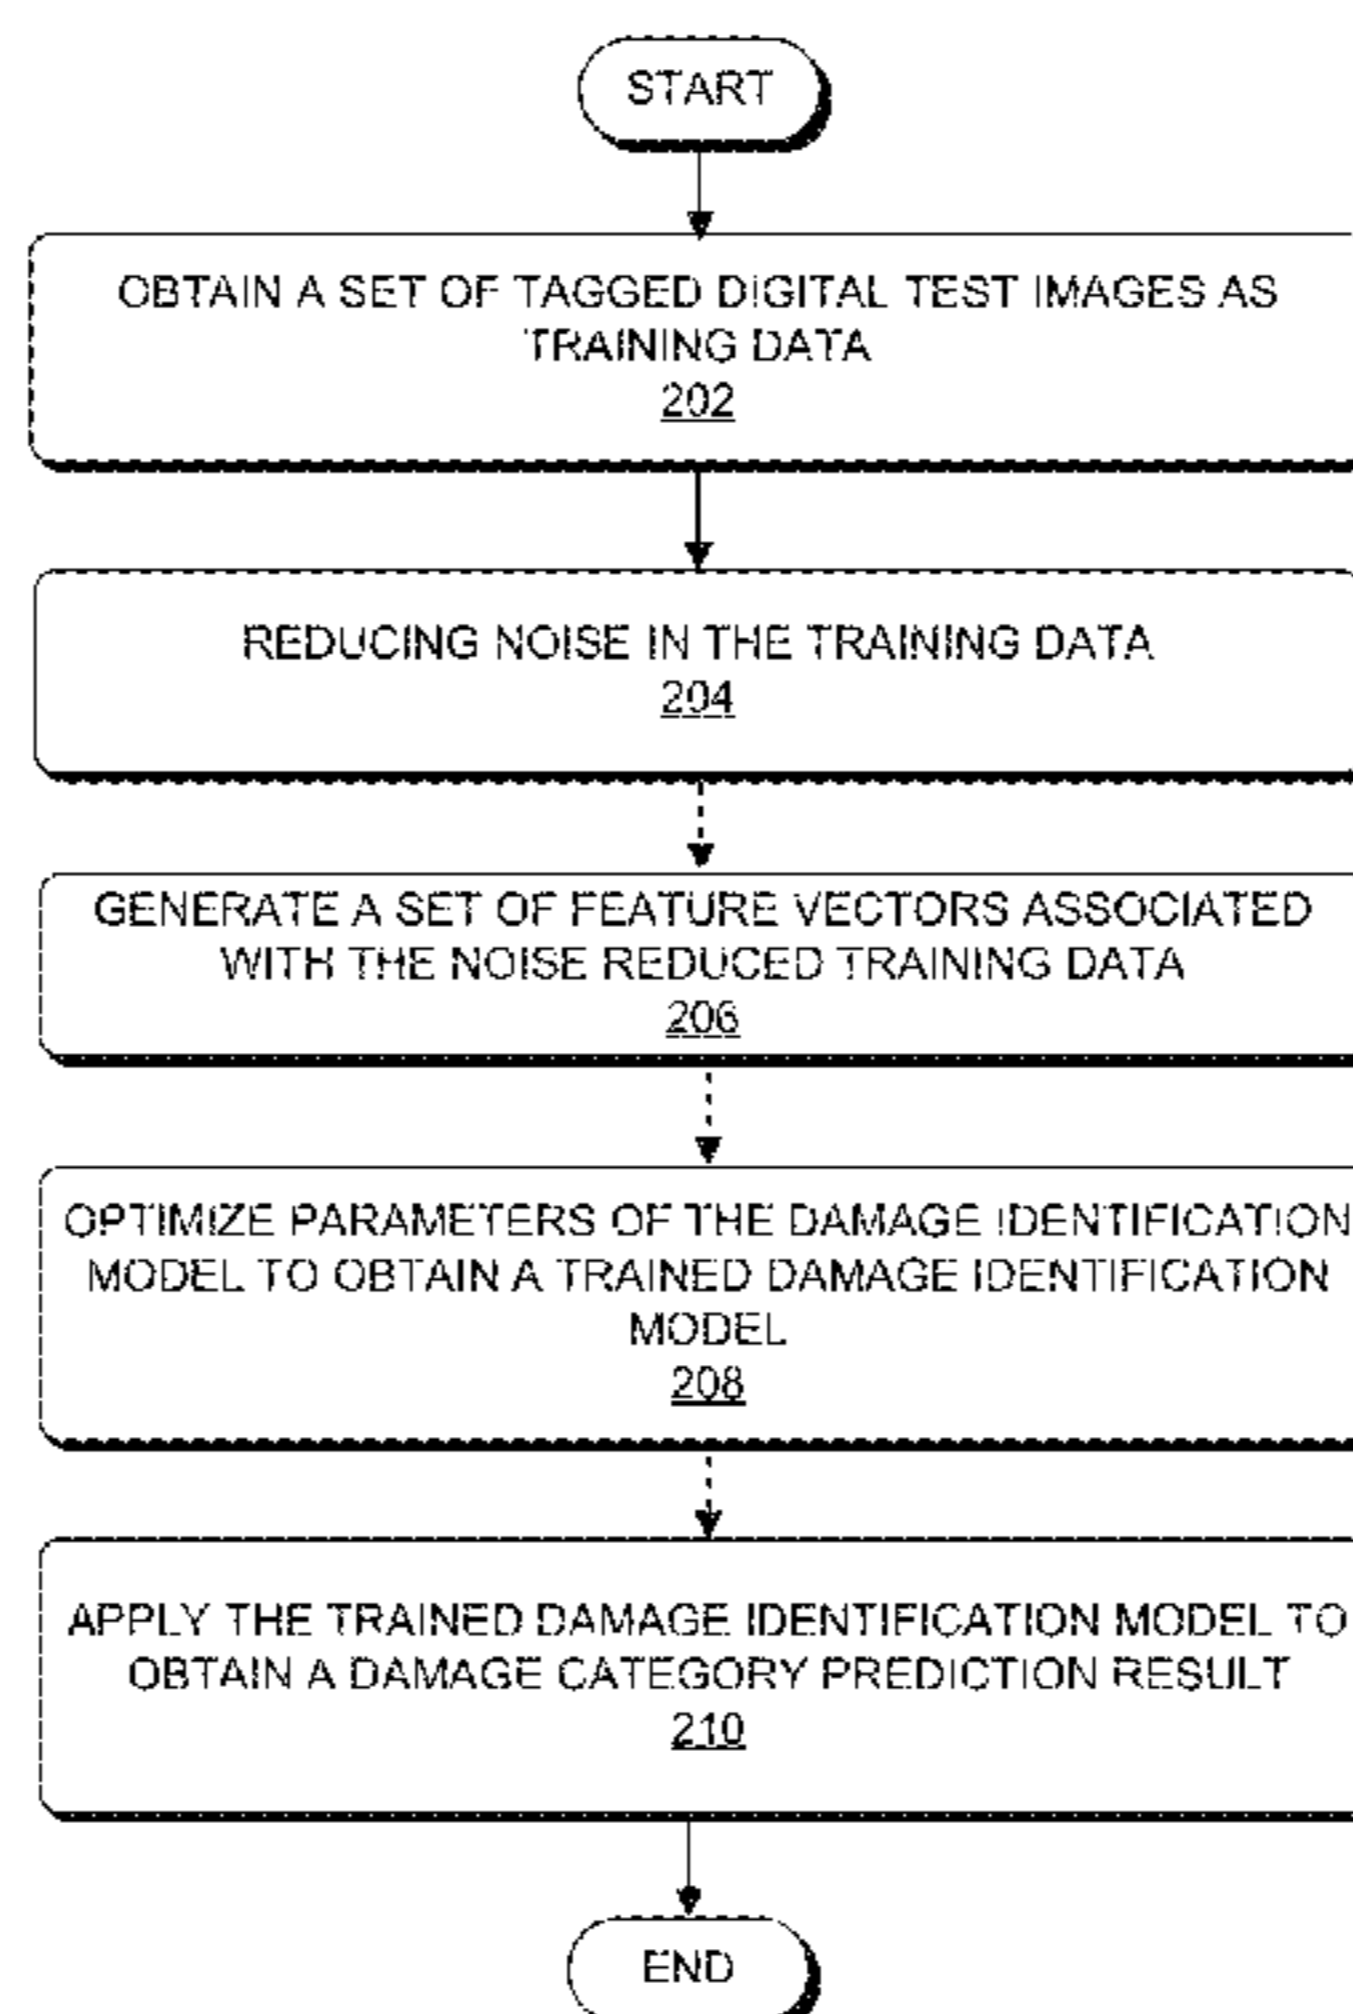 START
OBTAIN A SET OF TAGGED DIGITAL TEST IMAGES AS
TRAINING DATA
202
REDUCING NOISE IN THE TRAINING DATA
204
GENERATE A SET OF FEATURE VECTORS ASSOCIATED
WITH THE NOISE REDUCED TRAINING DATA
206
OPTIMIZE PARAMETERS OF THE DAMAGE IDENTIFICATION
MODEL TO OBTAIN A TRAINED DAMAGE IDENTIFICATION
MODEL
208
APPLY THE TRAINED DAMAGE IDENTIFICATION MODEL TO
OBTAIN A DAMAGE CATEGORY PREDICTION RESULT
210
END